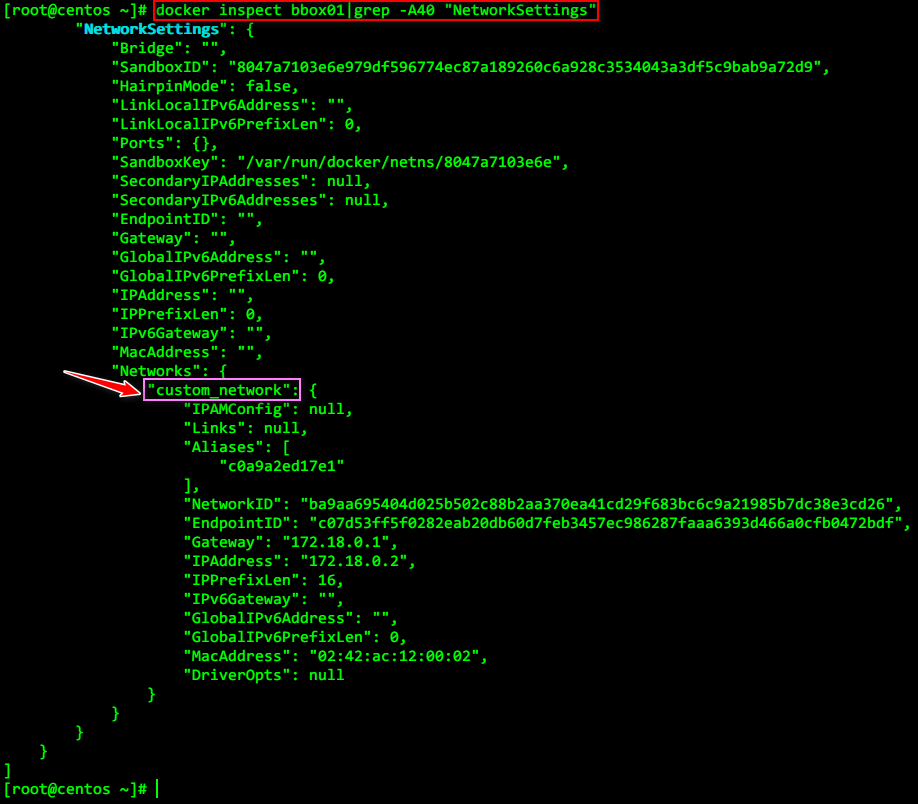 [root@centos ~]# docker inspect bbox01|grep -A40 "NetworkSettings"
        "NetworkSettings": {
            "Bridge": "",
            "SandboxID": "8047a7103e6e979df596774ec87a189260c6a928c3534043a3df5c9bab9a72d9",
            "HairpinMode": false,
            "LinkLocalIPv6Address": "",
            "LinkLocalIPv6PrefixLen": 0,
            "Ports": {},
            "SandboxKey": "/var/run/docker/netns/8047a7103e6e",
            "SecondaryIPAddresses": null,
            "SecondaryIPv6Addresses": null,
            "EndpointID": "",
            "Gateway": "",
            "GlobalIPv6Address": "",
            "GlobalIPv6PrefixLen": 0,
            "IPAddress": "",
            "IPPrefixLen": 0,
            "IPv6Gateway": "",
            "MacAddress": "",
            "Networks": {
                "custom_network": {
                    "IPAMConfig": null,
                    "Links": null,
                    "Aliases": [
                        "c0a9a2ed17e1"
                    ],
                    "NetworkID": "ba9aa695404d025b502c88b2aa370ea41cd29f683bc6c9a21985b7dc38e3cd26",
                    "EndpointID": "c07d53ff5f0282eab20db60d7feb3457ec986287faaa6393d466a0cfb0472bdf",
                    "Gateway": "172.18.0.1",
                    "IPAddress": "172.18.0.2",
                    "IPPrefixLen": 16,
                    "IPv6Gateway": "",
                    "GlobalIPv6Address": "",
                    "GlobalIPv6PrefixLen": 0,
                    "MacAddress": "02:42:ac:12:00:02",
                    "DriverOpts": null
                }
            }
        }
    }
]
[root@centos ~]#